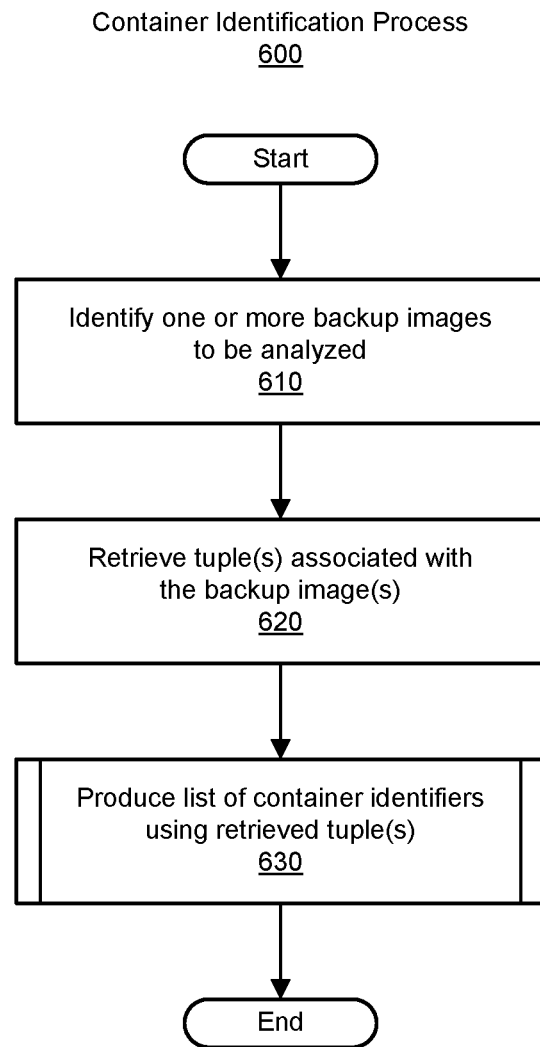 Container Identification Process
600
Start
Identify one or more backup images
to be analyzed
610
Retrieve tuple(s) associated with
the backup image(s)
620
Produce list of container identifiers
using retrieved tuple(s)
630
End